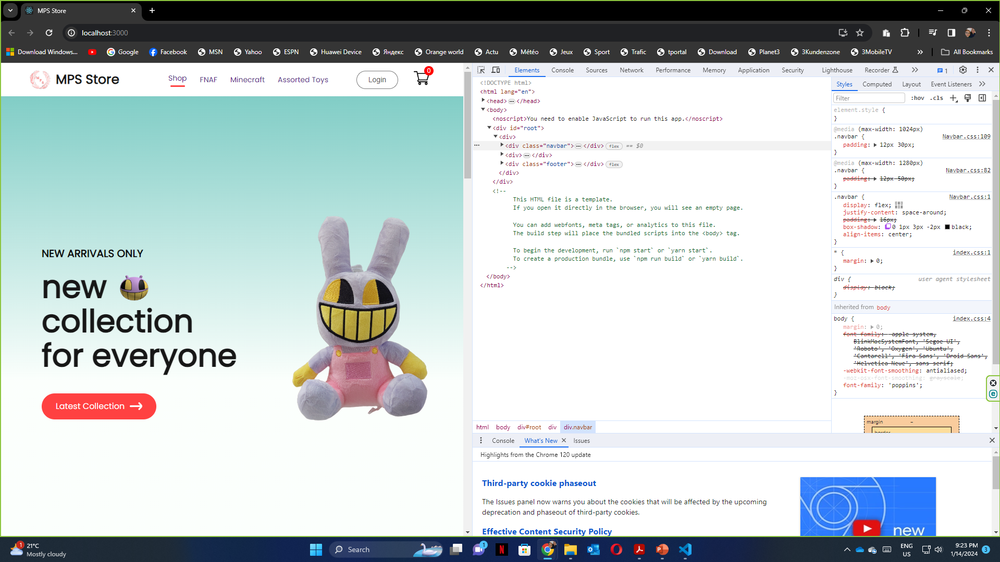 MPS Store
localhost:3000
Download Windows...
Google
Facebook
MSN
Yahoo
ESPN
Huawei Device
Яндекс
Orange world
Actu
Météo
Jeux
Sport
Trafic
tportal
Download
Planet3
3Kundenzone
3MobileTV
All Bookmarks
MPS Store
Shop
FNAF
Minecraft
Assorted Toys
Login
0
NEW ARRIVALS ONLY
new
collection
for everyone
Latest Collection
Elements
Console
Sources
Network
Performance
Memory
Application
Security
Lighthouse
Recorder
1
<!DOCTYPE html>
<html lang="en">
<head>…</head>
<body>
<noscript>You need to enable JavaScript to run this app.</noscript>
<div id="root">
<div>
<div class="navbar">…</div> flex == $0
<div>…</div>
<div class="footer">…</div> flex
</div>
</div>
<!--
This HTML file is a template.
If you open it directly in the browser, you will see an empty page.
You can add webfonts, meta tags, or analytics to this file.
The build step will place the bundled scripts into the <body> tag.
To begin the development, run `npm start` or `yarn start`.
To create a production bundle, use `npm run build` or `yarn build`.
-->
</body>
</html>
html body div#root div div.navbar
Styles
Computed
Layout
Event Listeners
Filter
:hov .cls
element.style {
}
@media (max-width: 1024px)
.navbar { Navbar.css:109
padding: 12px 30px;
}
@media (max-width: 1280px)
.navbar { Navbar.css:82
padding: 12px 50px;
}
.navbar { Navbar.css:1
display: flex;
justify-content: space-around;
padding: 16px;
box-shadow: 0 1px 3px -2px black;
align-items: center;
}
* { index.css:1
margin: 0;
}
div { user agent stylesheet
display: block;
}
Inherited from body
body { index.css:4
margin: 0;
font-family: -apple-system,
BlinkMacSystemFont, 'Segoe UI',
'Roboto', 'Oxygen', 'Ubuntu',
'Cantarell', 'Fira Sans', 'Droid Sans',
'Helvetica Neue', sans-serif;
-webkit-font-smoothing: antialiased;
-moz-osx-font-smoothing: grayscale;
font-family: 'poppins';
}
margin –
border
Console
What's New
Issues
Highlights from the Chrome 120 update
Third-party cookie phaseout
The Issues panel now warns you about the cookies that will be affected by the upcoming
deprecation and phaseout of third-party cookies.
Effective Content Security Policy
new
1
21°C
Mostly cloudy
Search
1
ENG
US
9:23 PM
1/14/2024
3